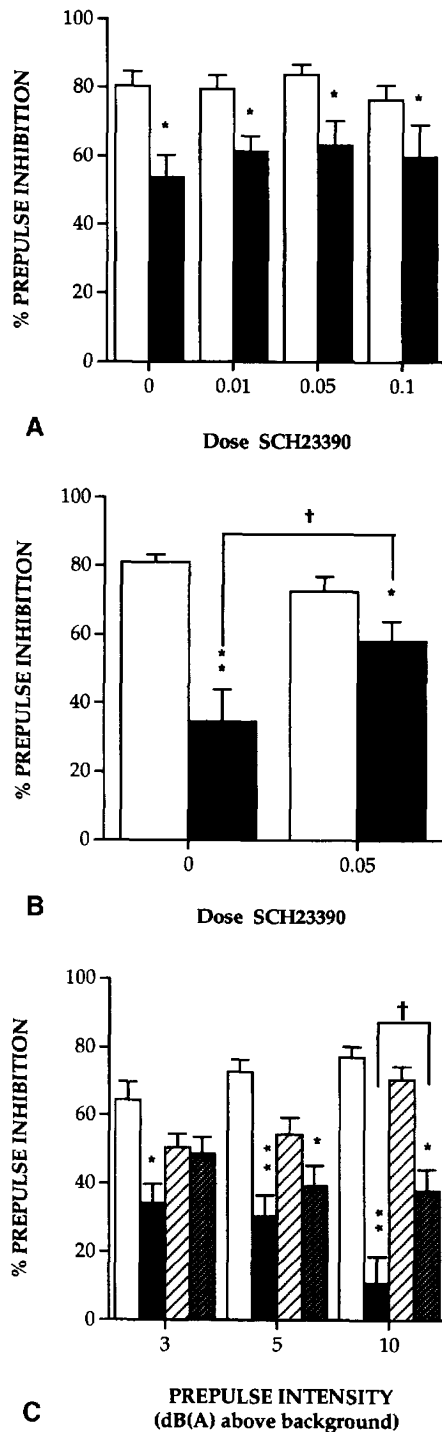 100
80
60
40
20
0
% PREPULSE INHIBITION
* * * *
0 0.01 0.05 0.1
A
Dose SCH23390
100
80
60
40
20
0
% PREPULSE INHIBITION
†
*
*
*
0 0.05
B
Dose SCH23390
100
80
60
40
20
0
% PREPULSE INHIBITION
†
* * * * * * *
3 5 10
PREPULSE INTENSITY
C (dB(A) above background)